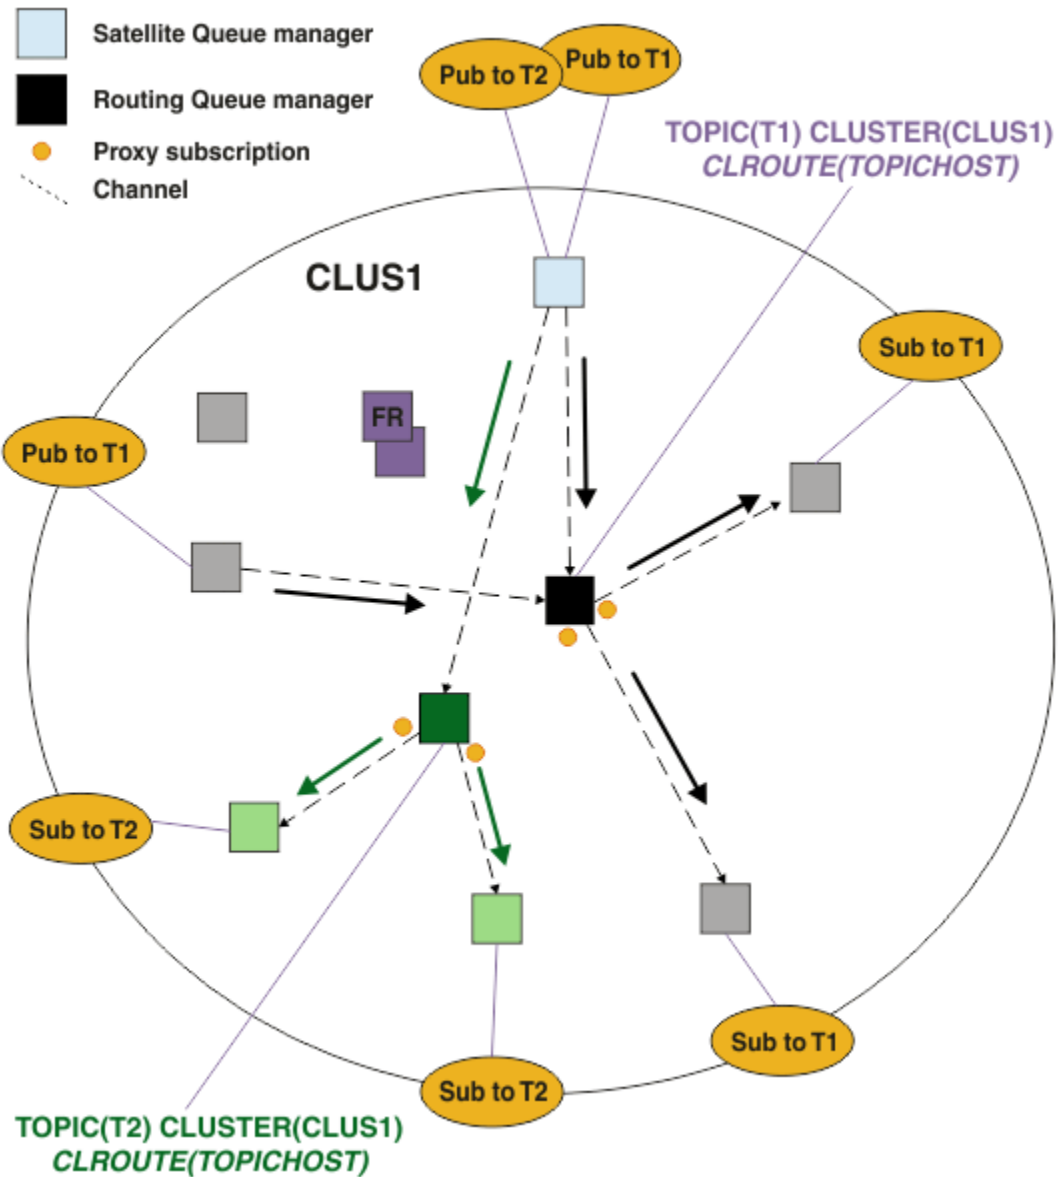 Satellite Queue manager
Routing Queue manager
Proxy subscription
Channel
Pub to T2
Pub to T1
TOPIC(T1) CLUSTER(CLUS1)
CLROUTE(TOPICHOST)
CLUS1
Sub to T1
FR
Pub to T1
Sub to T2
Sub to T1
Sub to T2
TOPIC(T2) CLUSTER(CLUS1)
CLROUTE(TOPICHOST)